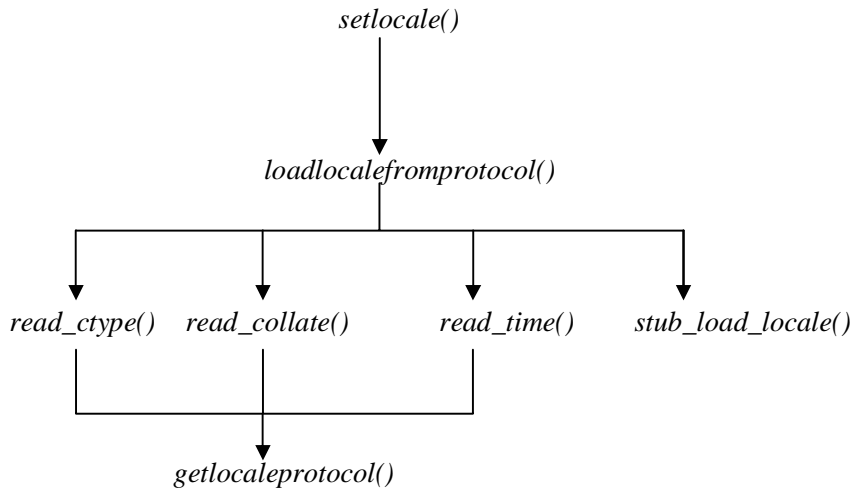 setlocale()
loadlocalefromprotocol()
read_ctype() read_collate() read_time() stub_load_locale()
getlocaleprotocol()